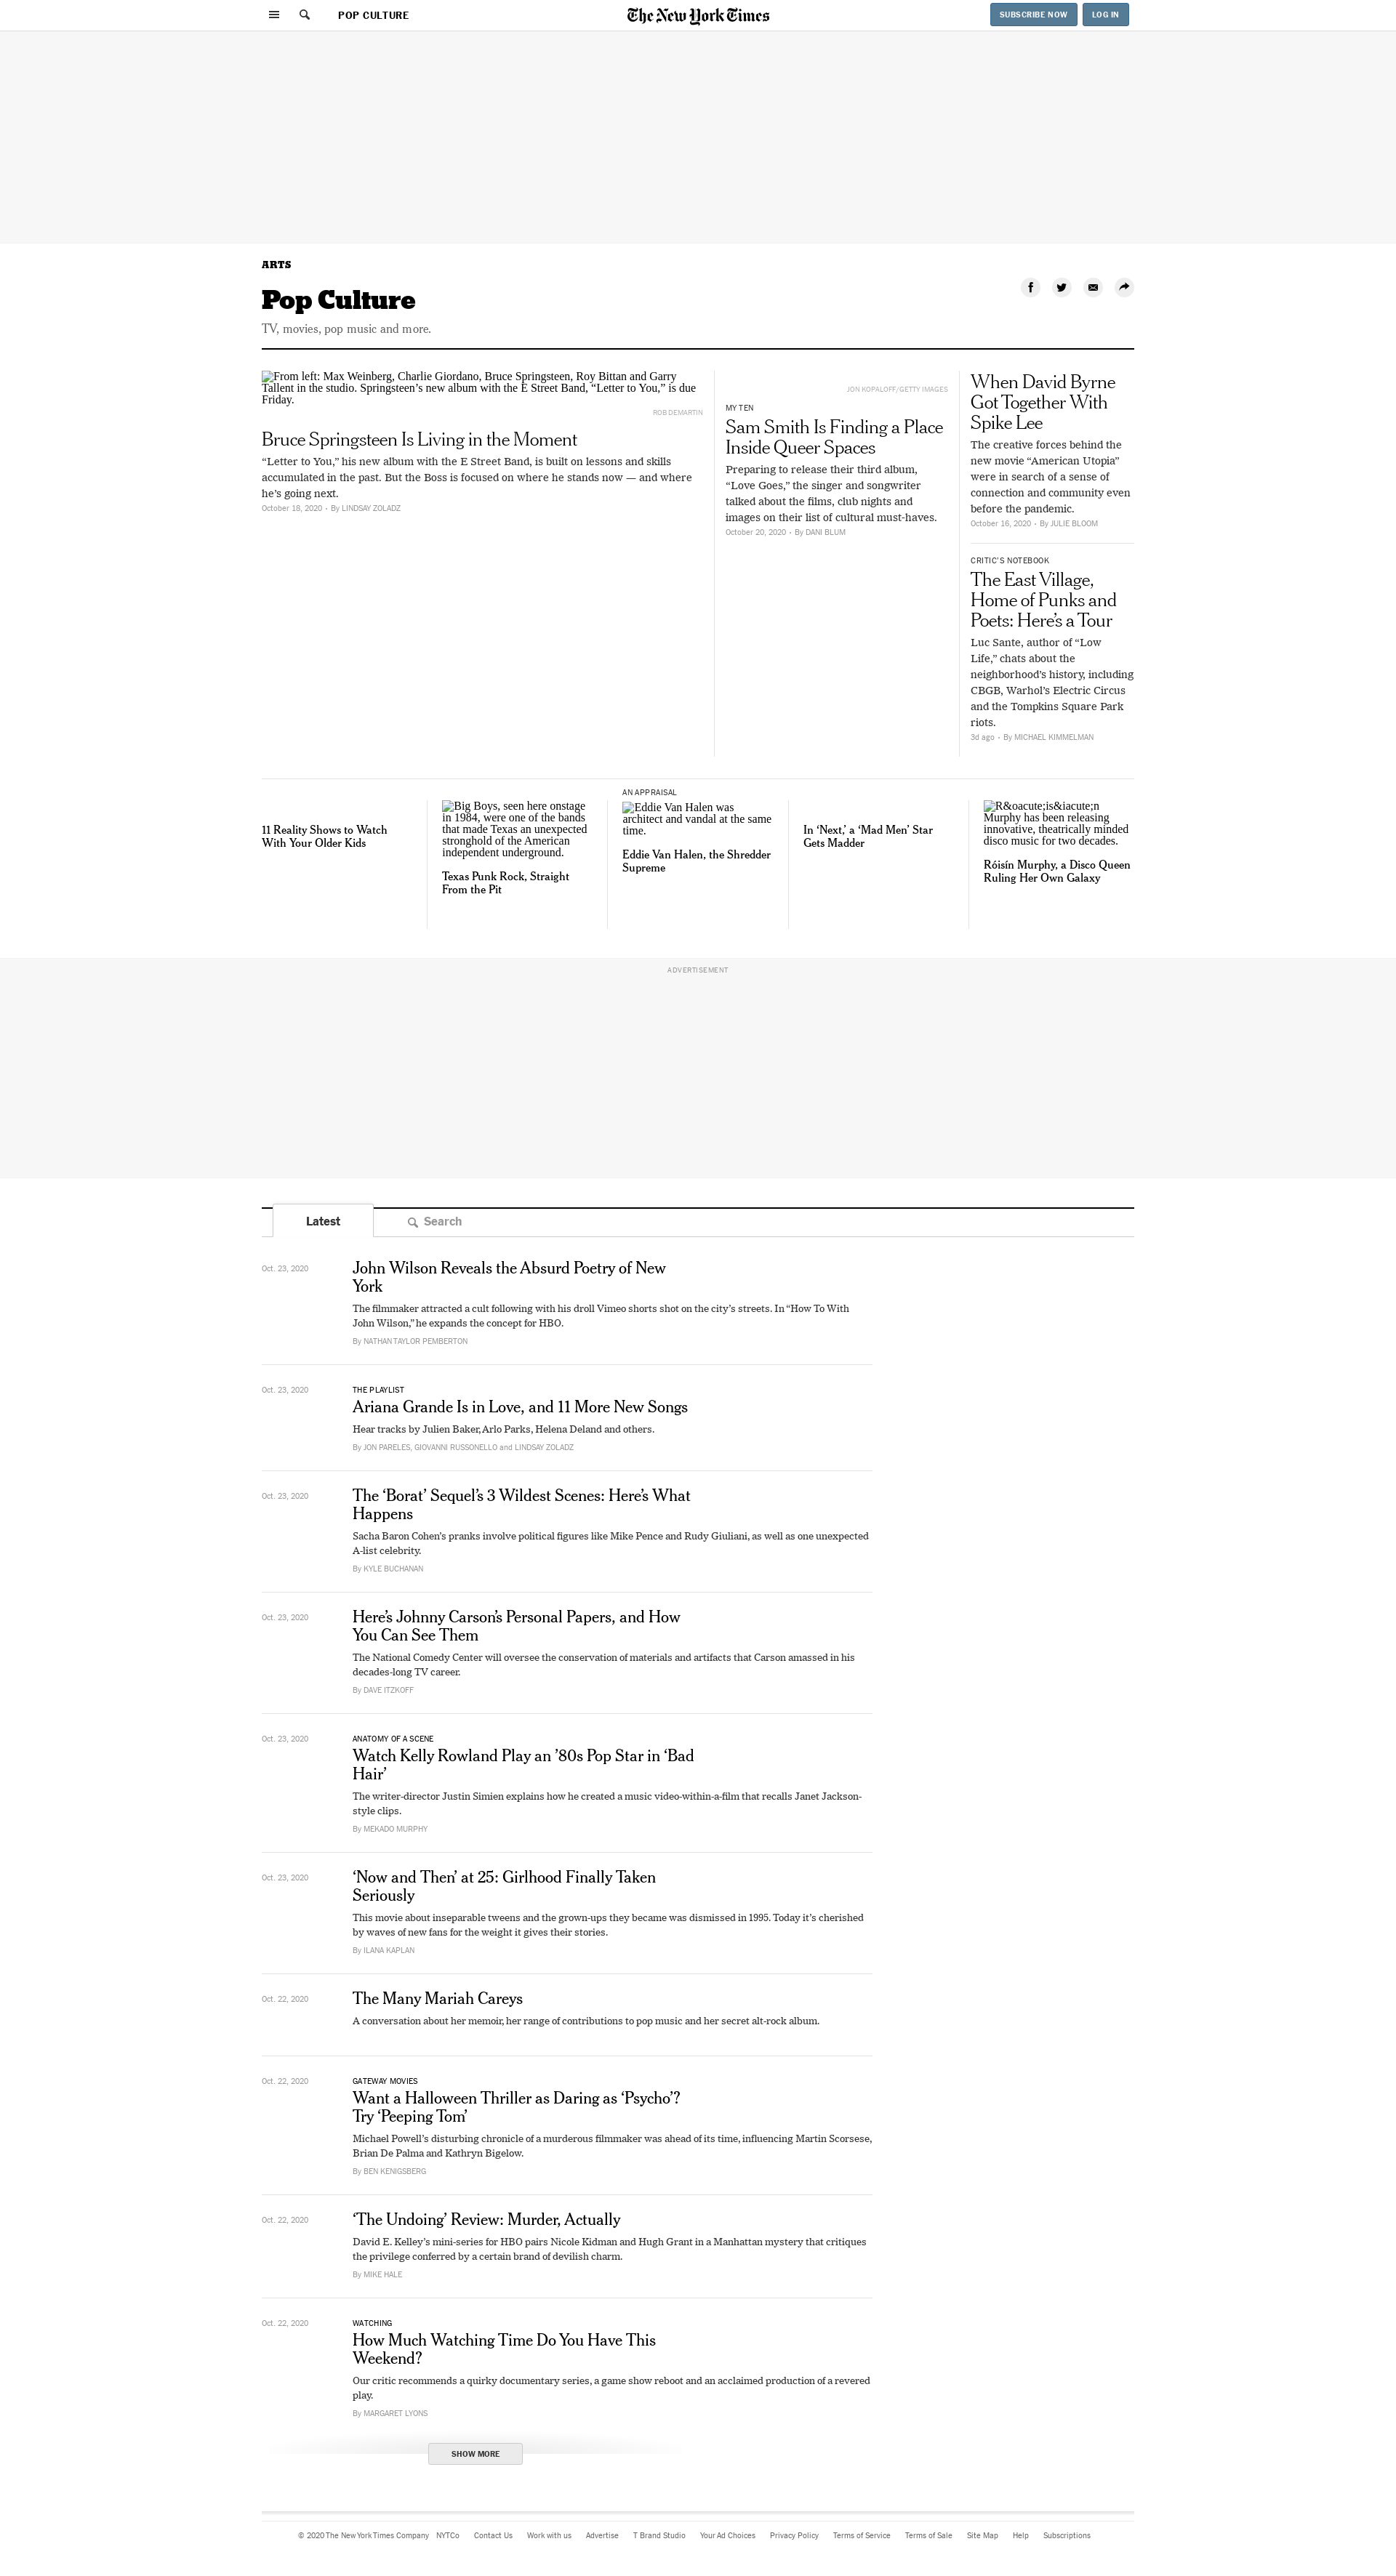 POP CULTURE
The New York Times
SUBSCRIBE NOW
LOG IN
ARTS
Pop Culture
TV, movies, pop music and more.
From left: Max Weinberg, Charlie Giordano, Bruce Springsteen, Roy Bittan and Garry
Tallent in the studio. Springsteen’s new album with the E Street Band, “Letter to You,” is due
Friday.
ROB DEMARTIN
Bruce Springsteen Is Living in the Moment
“Letter to You,” his new album with the E Street Band, is built on lessons and skills
accumulated in the past. But the Boss is focused on where he stands now — and where
he’s going next.
October 18, 2020 • By LINDSAY ZOLADZ
JON KOPALOFF/GETTY IMAGES
MY TEN
Sam Smith Is Finding a Place
Inside Queer Spaces
Preparing to release their third album,
“Love Goes,” the singer and songwriter
talked about the films, club nights and
images on their list of cultural must-haves.
October 20, 2020 • By DANI BLUM
When David Byrne
Got Together With
Spike Lee
The creative forces behind the
new movie “American Utopia”
were in search of a sense of
connection and community even
before the pandemic.
October 16, 2020 • By JULIE BLOOM
CRITIC’S NOTEBOOK
The East Village,
Home of Punks and
Poets: Here’s a Tour
Luc Sante, author of “Low
Life,” chats about the
neighborhood’s history, including
CBGB, Warhol’s Electric Circus
and the Tompkins Square Park
riots.
3d ago • By MICHAEL KIMMELMAN
11 Reality Shows to Watch
With Your Older Kids
Big Boys, seen here onstage
in 1984, were one of the bands
that made Texas an unexpected
stronghold of the American
independent underground.
Texas Punk Rock, Straight
From the Pit
AN APPRAISAL
Eddie Van Halen was
architect and vandal at the same
time.
Eddie Van Halen, the Shredder
Supreme
In ‘Next,’ a ‘Mad Men’ Star
Gets Madder
R&oacute;is&iacute;n
Murphy has been releasing
innovative, theatrically minded
disco music for two decades.
Róisín Murphy, a Disco Queen
Ruling Her Own Galaxy
ADVERTISEMENT
Latest
Search
Oct. 23, 2020
John Wilson Reveals the Absurd Poetry of New
York
The filmmaker attracted a cult following with his droll Vimeo shorts shot on the city’s streets. In “How To With
John Wilson,” he expands the concept for HBO.
By NATHAN TAYLOR PEMBERTON
Oct. 23, 2020
THE PLAYLIST
Ariana Grande Is in Love, and 11 More New Songs
Hear tracks by Julien Baker, Arlo Parks, Helena Deland and others.
By JON PARELES, GIOVANNI RUSSONELLO and LINDSAY ZOLADZ
Oct. 23, 2020
The ‘Borat’ Sequel’s 3 Wildest Scenes: Here’s What
Happens
Sacha Baron Cohen’s pranks involve political figures like Mike Pence and Rudy Giuliani, as well as one unexpected
A-list celebrity.
By KYLE BUCHANAN
Oct. 23, 2020
Here’s Johnny Carson’s Personal Papers, and How
You Can See Them
The National Comedy Center will oversee the conservation of materials and artifacts that Carson amassed in his
decades-long TV career.
By DAVE ITZKOFF
Oct. 23, 2020
ANATOMY OF A SCENE
Watch Kelly Rowland Play an ’80s Pop Star in ‘Bad
Hair’
The writer-director Justin Simien explains how he created a music video-within-a-film that recalls Janet Jackson-
style clips.
By MEKADO MURPHY
Oct. 23, 2020
‘Now and Then’ at 25: Girlhood Finally Taken
Seriously
This movie about inseparable tweens and the grown-ups they became was dismissed in 1995. Today it’s cherished
by waves of new fans for the weight it gives their stories.
By ILANA KAPLAN
Oct. 22, 2020
The Many Mariah Careys
A conversation about her memoir, her range of contributions to pop music and her secret alt-rock album.
Oct. 22, 2020
GATEWAY MOVIES
Want a Halloween Thriller as Daring as ‘Psycho’?
Try ‘Peeping Tom’
Michael Powell’s disturbing chronicle of a murderous filmmaker was ahead of its time, influencing Martin Scorsese,
Brian De Palma and Kathryn Bigelow.
By BEN KENIGSBERG
Oct. 22, 2020
‘The Undoing’ Review: Murder, Actually
David E. Kelley’s mini-series for HBO pairs Nicole Kidman and Hugh Grant in a Manhattan mystery that critiques
the privilege conferred by a certain brand of devilish charm.
By MIKE HALE
Oct. 22, 2020
WATCHING
How Much Watching Time Do You Have This
Weekend?
Our critic recommends a quirky documentary series, a game show reboot and an acclaimed production of a revered
play.
By MARGARET LYONS
SHOW MORE
© 2020 The New York Times Company NYTCo Contact Us Work with us Advertise T Brand Studio Your Ad Choices Privacy Policy Terms of Service Terms of Sale Site Map Help Subscriptions